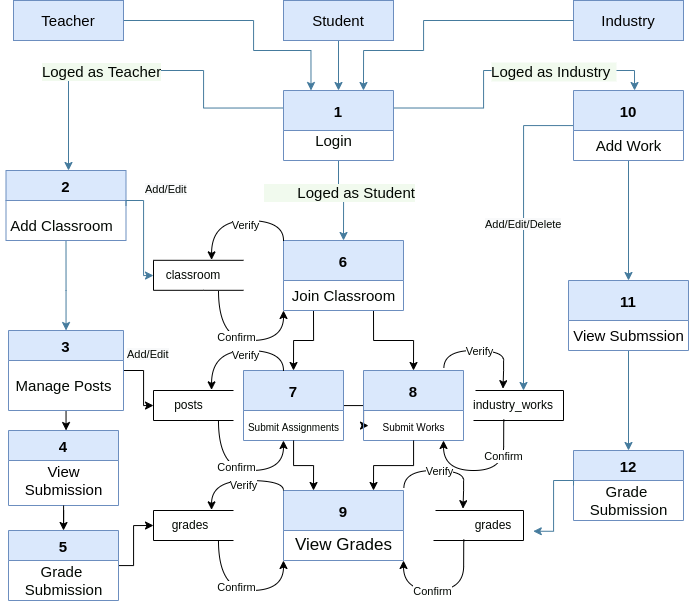 Teacher
Student
Industry
Loged as Teacher
Loged as Industry
1
Login
10
Add Work
2
Add Classroom
Add/Edit
Loged as Student
Verify
Add/Edit/Delete
classroom
6
Join Classroom
Confirm
11
View Submssion
3
Manage Posts
Add/Edit
Verify
Verify
posts
7
Submit Assignments
8
Submit Works
industry_works
Confirm
Confirm
4
View
Submission
12
Grade
Submission
Verify
Verify
grades
9
View Grades
grades
5
Grade
Submission
Confirm
Confirm